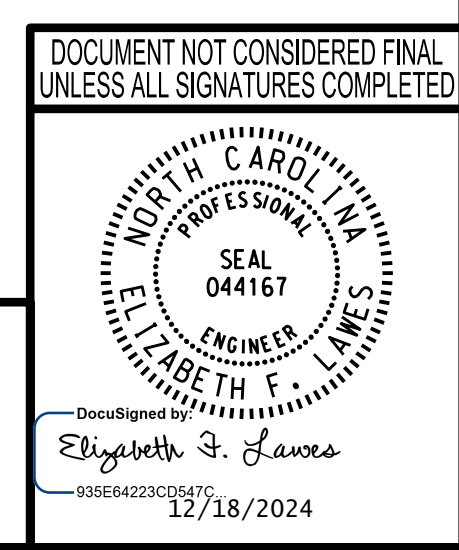 DOCUMENT NOT CONSIDERED FINAL
UNLESS ALL SIGNATURES COMPLETED
NORTH CAROLINA
PROFESSIONAL
SEAL
044167
ENGINEER
ELIZABETH F. LAWES
DocuSigned by:
Elizabeth F. Lawes
935E64223CD547C...
12/18/2024